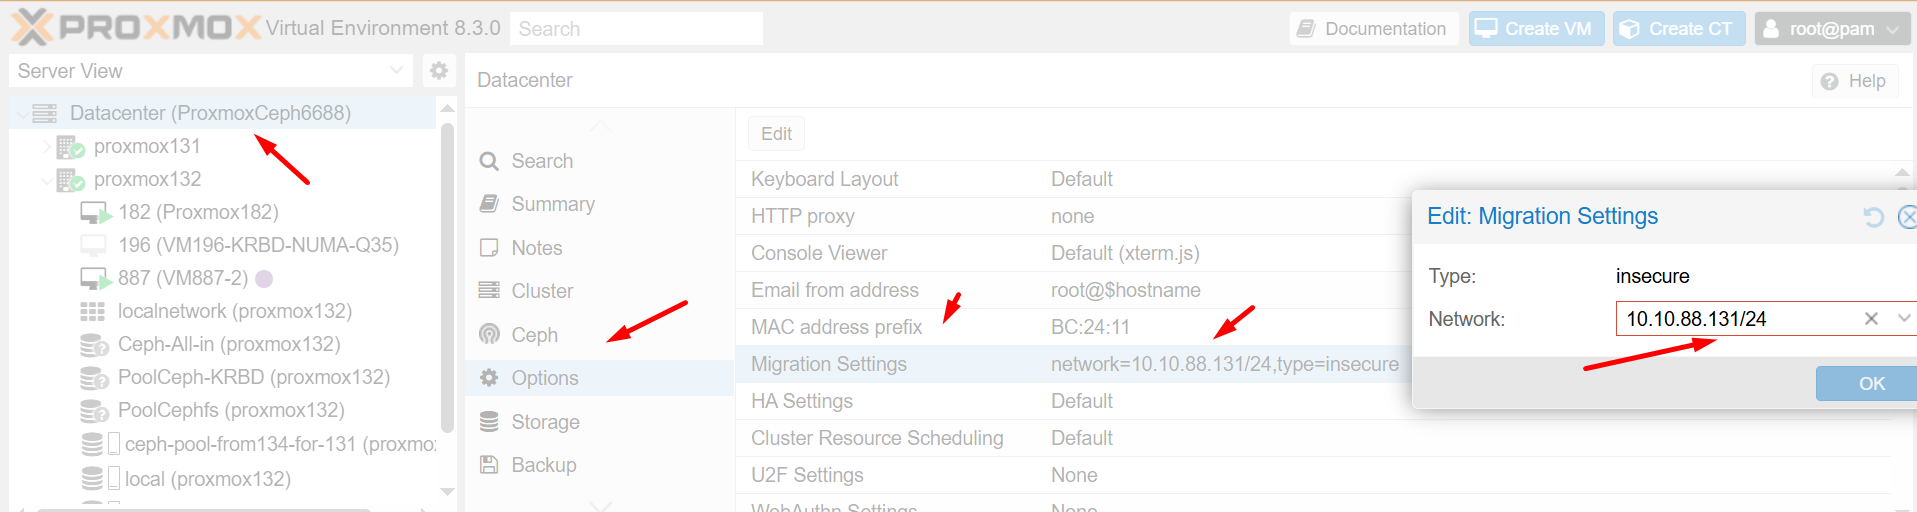 PROXMOX Virtual Environment 8.3.0 Search Documentation Create VM Create CT root@pam
Server View
Datacenter
Help
Datacenter (ProxmoxCeph6688)
proxmox131
proxmox132
182 (Proxmox182)
196 (VM196-KRBD-NUMA-Q35)
887 (VM887-2)
localnetwork (proxmox132)
Ceph-All-in (proxmox132)
PoolCeph-KRBD (proxmox132)
PoolCephfs (proxmox132)
ceph-pool-from134-for-131 (proxmo
local (proxmox132)
Search
Summary
Notes
Cluster
Ceph
Options
Storage
Backup
Edit
Keyboard Layout Default
HTTP proxy none
Console Viewer Default (xterm.js)
Email from address root@$hostname
MAC address prefix BC:24:11
Migration Settings network=10.10.88.131/24,type=insecure
HA Settings Default
Cluster Resource Scheduling Default
U2F Settings None
WebAuthn Settings None
Edit: Migration Settings
Type: insecure
Network: 10.10.88.131/24
OK